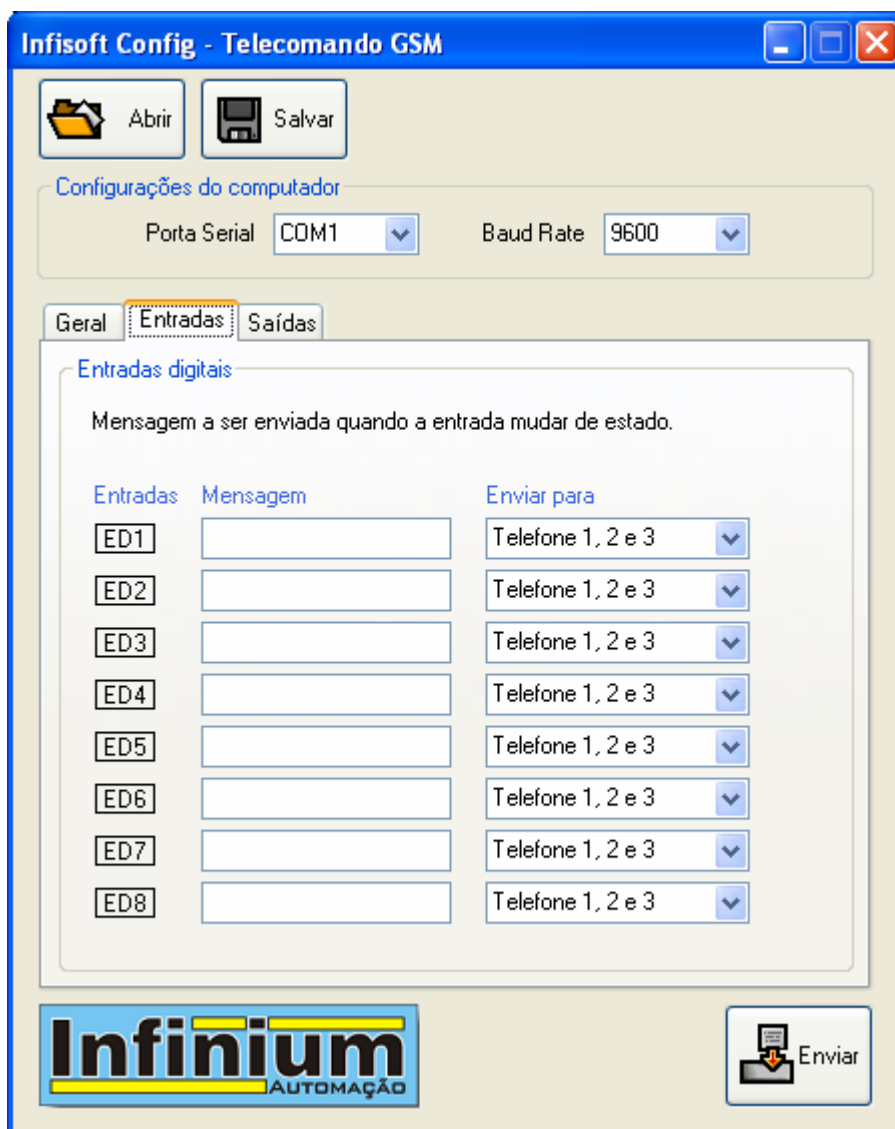 Infisoft Config - Telecomando GSM
Abrir Salvar
Configurações do computador
Porta Serial COM1 Baud Rate 9600
Geral Entradas Saídas
Entradas digitais
Mensagem a ser enviada quando a entrada mudar de estado.
Entradas Mensagem Enviar para
ED1 Telefone 1, 2 e 3
ED2 Telefone 1, 2 e 3
ED3 Telefone 1, 2 e 3
ED4 Telefone 1, 2 e 3
ED5 Telefone 1, 2 e 3
ED6 Telefone 1, 2 e 3
ED7 Telefone 1, 2 e 3
ED8 Telefone 1, 2 e 3
Infinium
AUTOMAÇÃO
Enviar